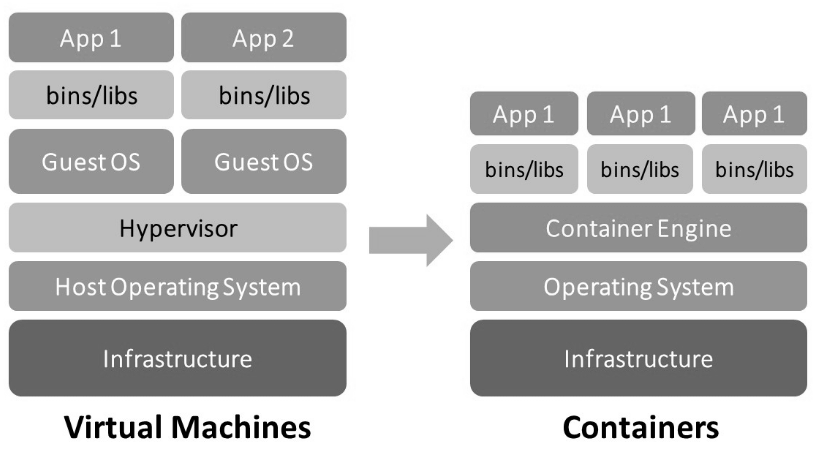 App 1
App 2
bins/libs
bins/libs
Guest OS
Guest OS
Hypervisor
Host Operating System
Infrastructure
Virtual Machines
App 1
App 1
App 1
bins/libs
bins/libs
bins/libs
Container Engine
Operating System
Infrastructure
Containers